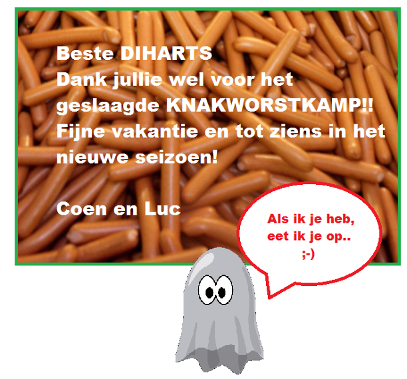 Beste DIHARTS
Dank jullie wel voor het
geslaagde KNAKWORSTKAMP!!
Fijne vakantie en tot ziens in het
nieuwe seizoen!
Coen en Luc
Als ik je heb,
eet ik je op..
;-)